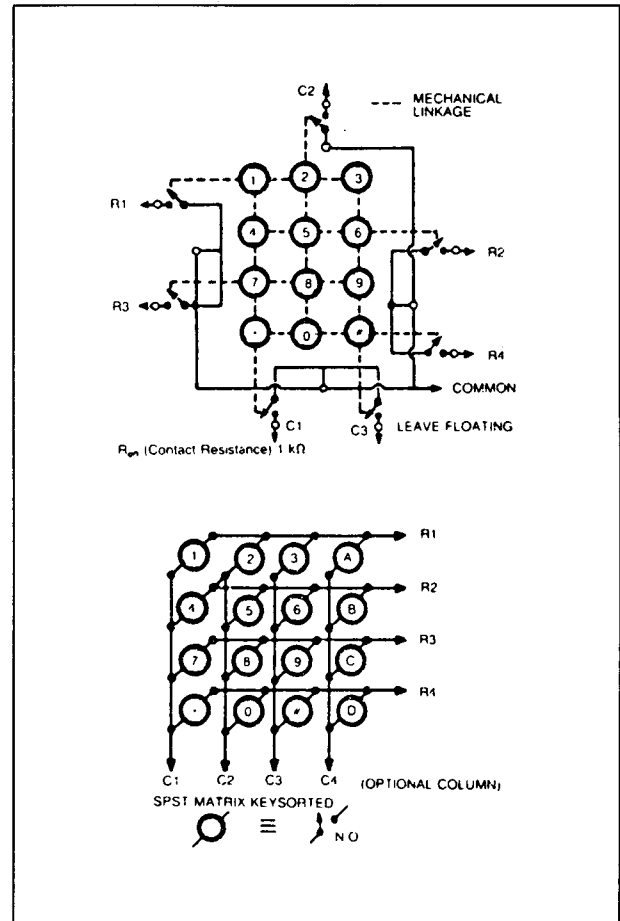 C2
--- MECHANICAL
LINKAGE
1 2 3
R1
4 5 6
R2
7 8 9
R3
· 0 #
R4
COMMON
C1 C3 LEAVE FLOATING
Ron (Contact Resistance) 1 kΩ
R1
1 2 3 A
R2
4 5 6 B
R3
7 8 9 C
R4
· 0 # D
C1 C2 C3 C4 (OPTIONAL COLUMN)
SPST MATRIX KEYSORTED
≡ N O